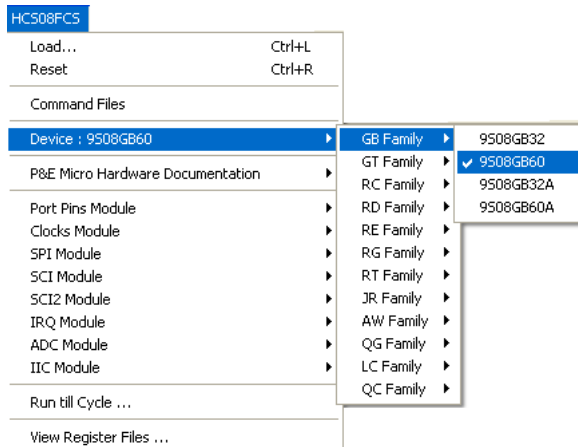 HCS08FCS
Load... Ctrl+L
Reset Ctrl+R
Command Files
Device : 9S08GB60
P&E Micro Hardware Documentation
Port Pins Module
Clocks Module
SPI Module
SCI Module
SCI2 Module
IRQ Module
ADC Module
IIC Module
Run till Cycle ...
View Register Files ...
GB Family
GT Family
RC Family
RD Family
RE Family
RG Family
RT Family
JR Family
AW Family
QG Family
LC Family
QC Family
9S08GB32
9S08GB60
9S08GB32A
9S08GB60A